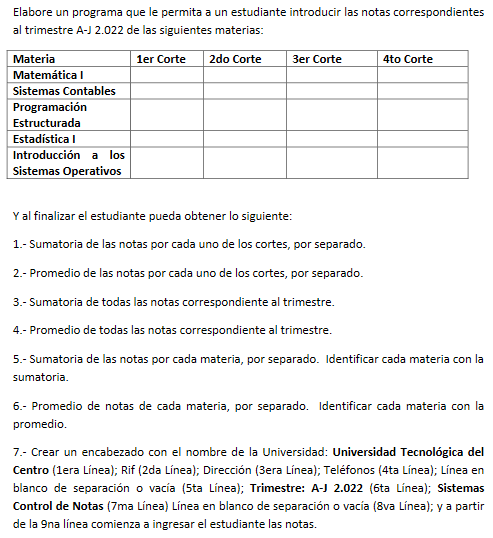 Elabore un programa que le permita a un estudiante introducir las notas correspondientes
al trimestre A-J 2.022 de las siguientes materias:
Materia 1er Corte 2do Corte 3er Corte 4to Corte
Matemática I
Sistemas Contables
Programación
Estructurada
Estadística I
Introducción a los
Sistemas Operativos
Y al finalizar el estudiante pueda obtener lo siguiente:
1.- Sumatoria de las notas por cada uno de los cortes, por separado.
2.- Promedio de las notas por cada uno de los cortes, por separado.
3.- Sumatoria de todas las notas correspondiente al trimestre.
4.- Promedio de todas las notas correspondiente al trimestre.
5.- Sumatoria de las notas por cada materia, por separado. Identificar cada materia con la
sumatoria.
6.- Promedio de notas de cada materia, por separado. Identificar cada materia con la
promedio.
7.- Crear un encabezado con el nombre de la Universidad: Universidad Tecnológica del
Centro (1era Línea); Rif (2da Línea); Dirección (3era Línea); Teléfonos (4ta Línea); Línea en
blanco de separación o vacía (5ta Línea); Trimestre: A-J 2.022 (6ta Línea); Sistemas
Control de Notas (7ma Línea) Línea en blanco de separación o vacía (8va Línea); y a partir
de la 9na línea comienza a ingresar el estudiante las notas.